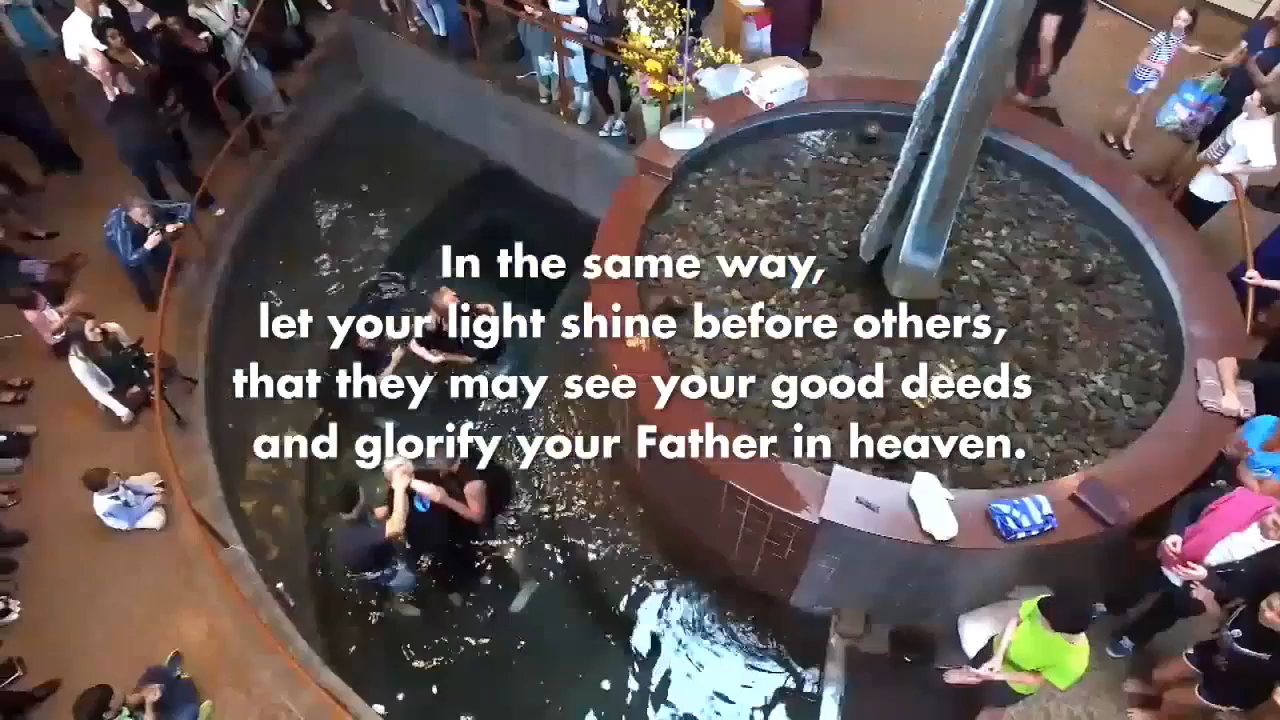 In the same way,
let your light shine before others,
that they may see your good deeds
and glorify your Father in heaven.